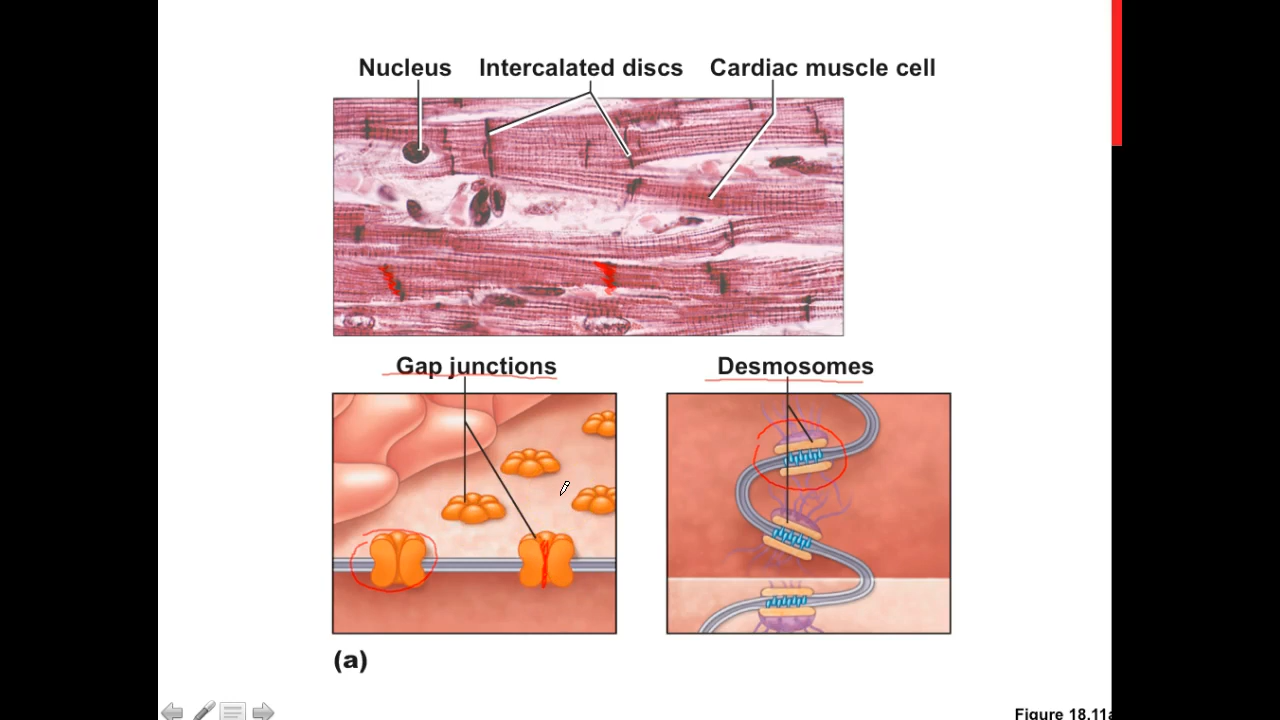 Nucleus Intercalated discs Cardiac muscle cell
Gap junctions Desmosomes
(a)
Figure 18.11a